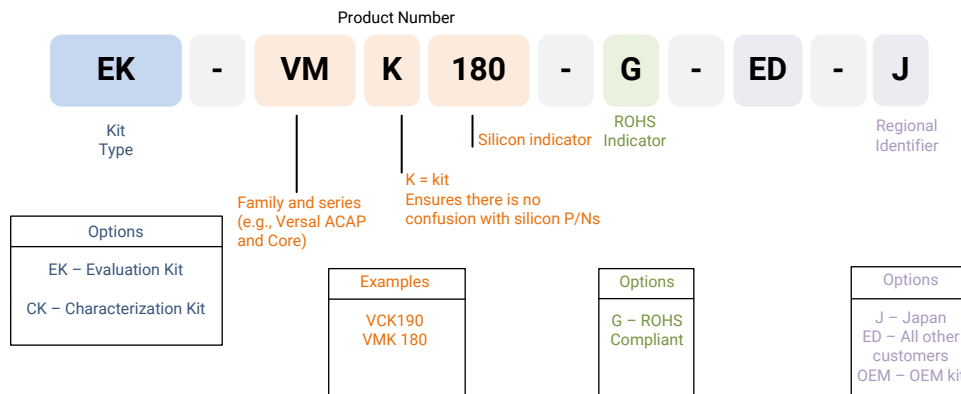 Product Number
EK - VM K 180 - G - ED - J
Kit
Type
Silicon indicator
ROHS
Indicator
Regional
Identifier
K = kit
Ensures there is no
confusion with silicon P/Ns
Family and series
(e.g., Versal ACAP
and Core)
Options
EK – Evaluation Kit
CK – Characterization Kit
Examples
VCK190
VMK 180
Options
G – ROHS
Compliant
Options
J – Japan
ED – All other
customers
OEM – OEM kit